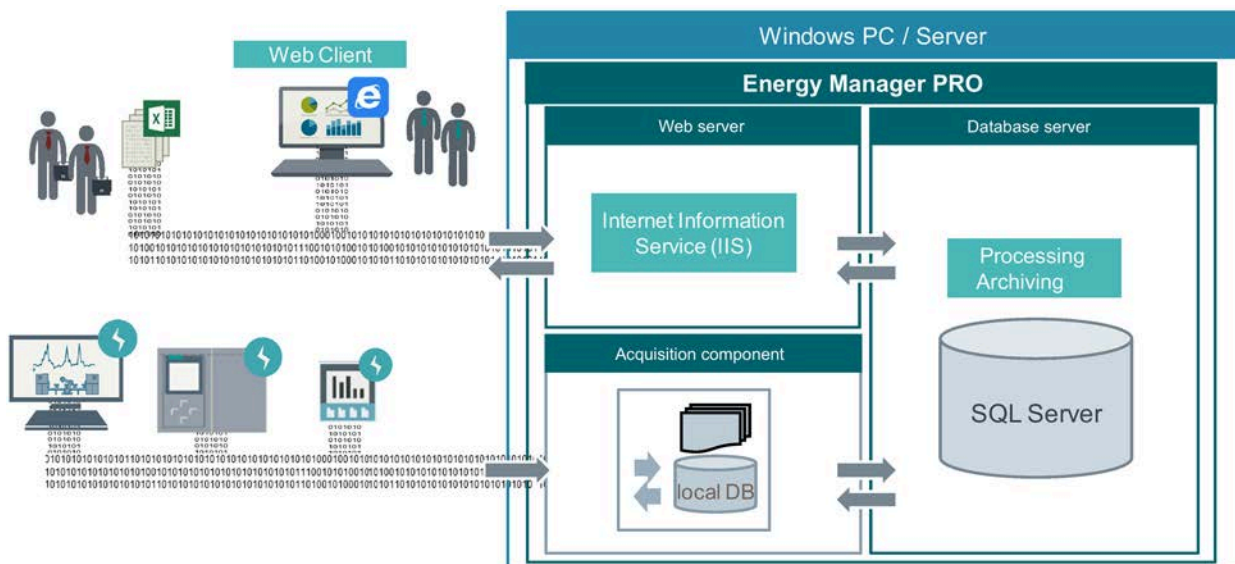 Windows PC / Server
Web Client
Energy Manager PRO
Web server
Database server
Internet Information
Service (IIS)
Processing
Archiving
Acquisition component
SQL Server
local DB